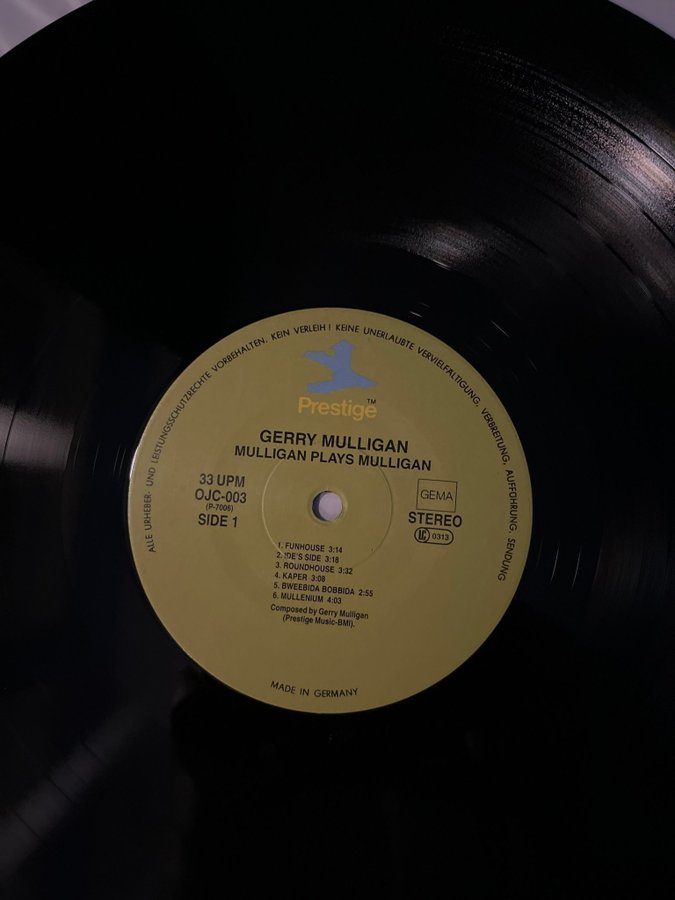 ALLE URHEBER- UND LEISTUNGSSCHUTZRECHTE VORBEHALTEN. KEIN VERLEIH! KEINE UNERLAUBTE VERVIELFÄLTIGUNG, VERBREITUNG, AUFFÜHRUNG, SENDUNG
Prestige™
GERRY MULLIGAN
MULLIGAN PLAYS MULLIGAN
33 UPM
OJC-003
(P-7006)
SIDE 1
GEMA
STEREO
LC 0313
1. FUNHOUSE 3:14
2. IDE'S SIDE 3:18
3. ROUNDHOUSE 3:32
4. KAPER 3:08
5. BWEEBIDA BOBBIDA 2:55
6. MULLENIUM 4:03
Composed by Gerry Mulligan
(Prestige Music-BMI).
MADE IN GERMANY